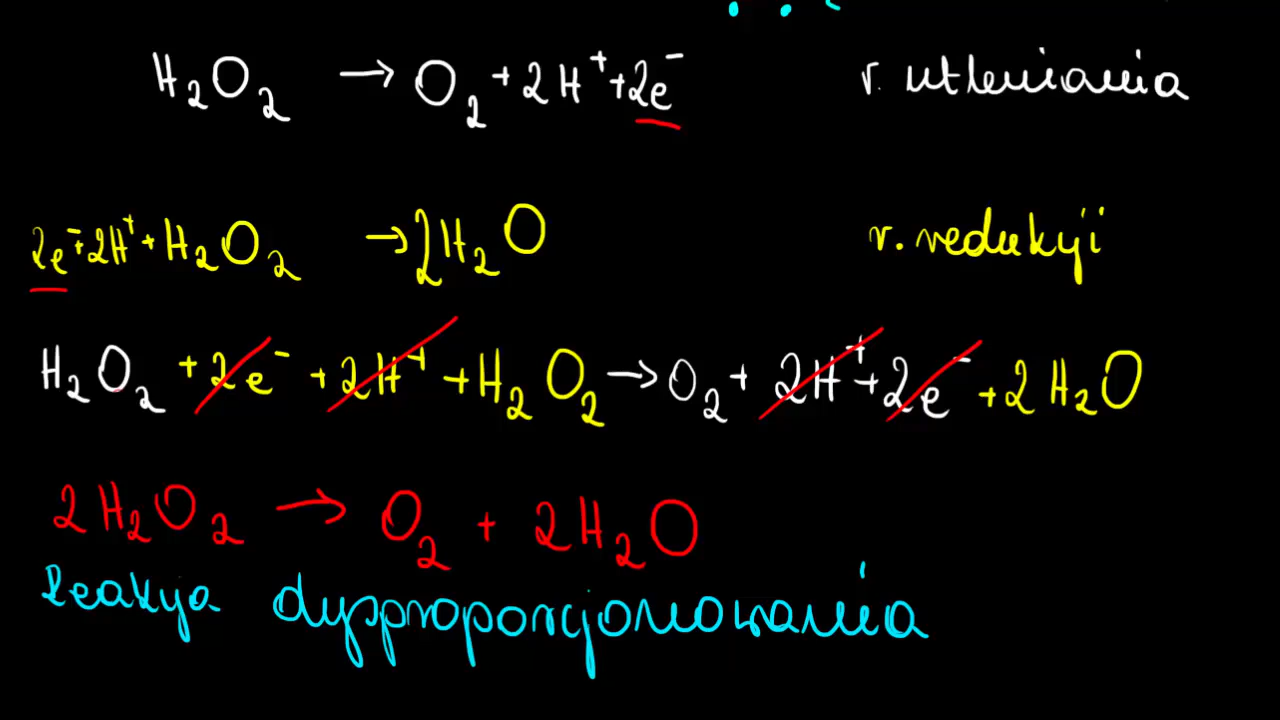 H₂O₂ → O₂ + 2H⁺ + 2e⁻ r. utleniania
2e⁻ + 2H⁺ + H₂O₂ → 2H₂O r. redukcji
H₂O₂ + 2e⁻ + 2H⁺ + H₂O₂ → O₂ + 2H⁺ + 2e⁻ + 2H₂O
2H₂O₂ → O₂ + 2H₂O
Reakcja dysproporcjonowania